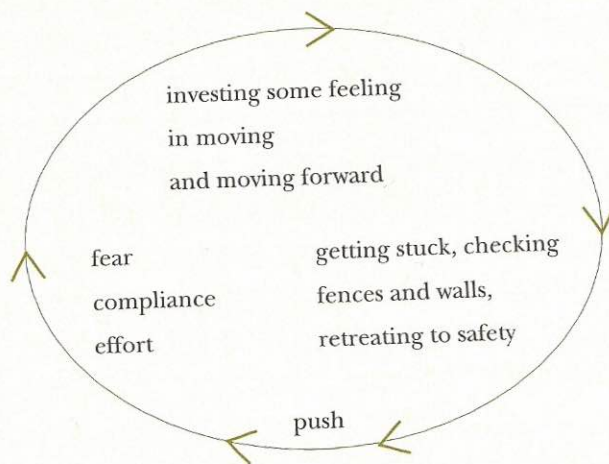 investing some feeling
in moving
and moving forward
fear
compliance
effort
getting stuck, checking
fences and walls,
retreating to safety
push